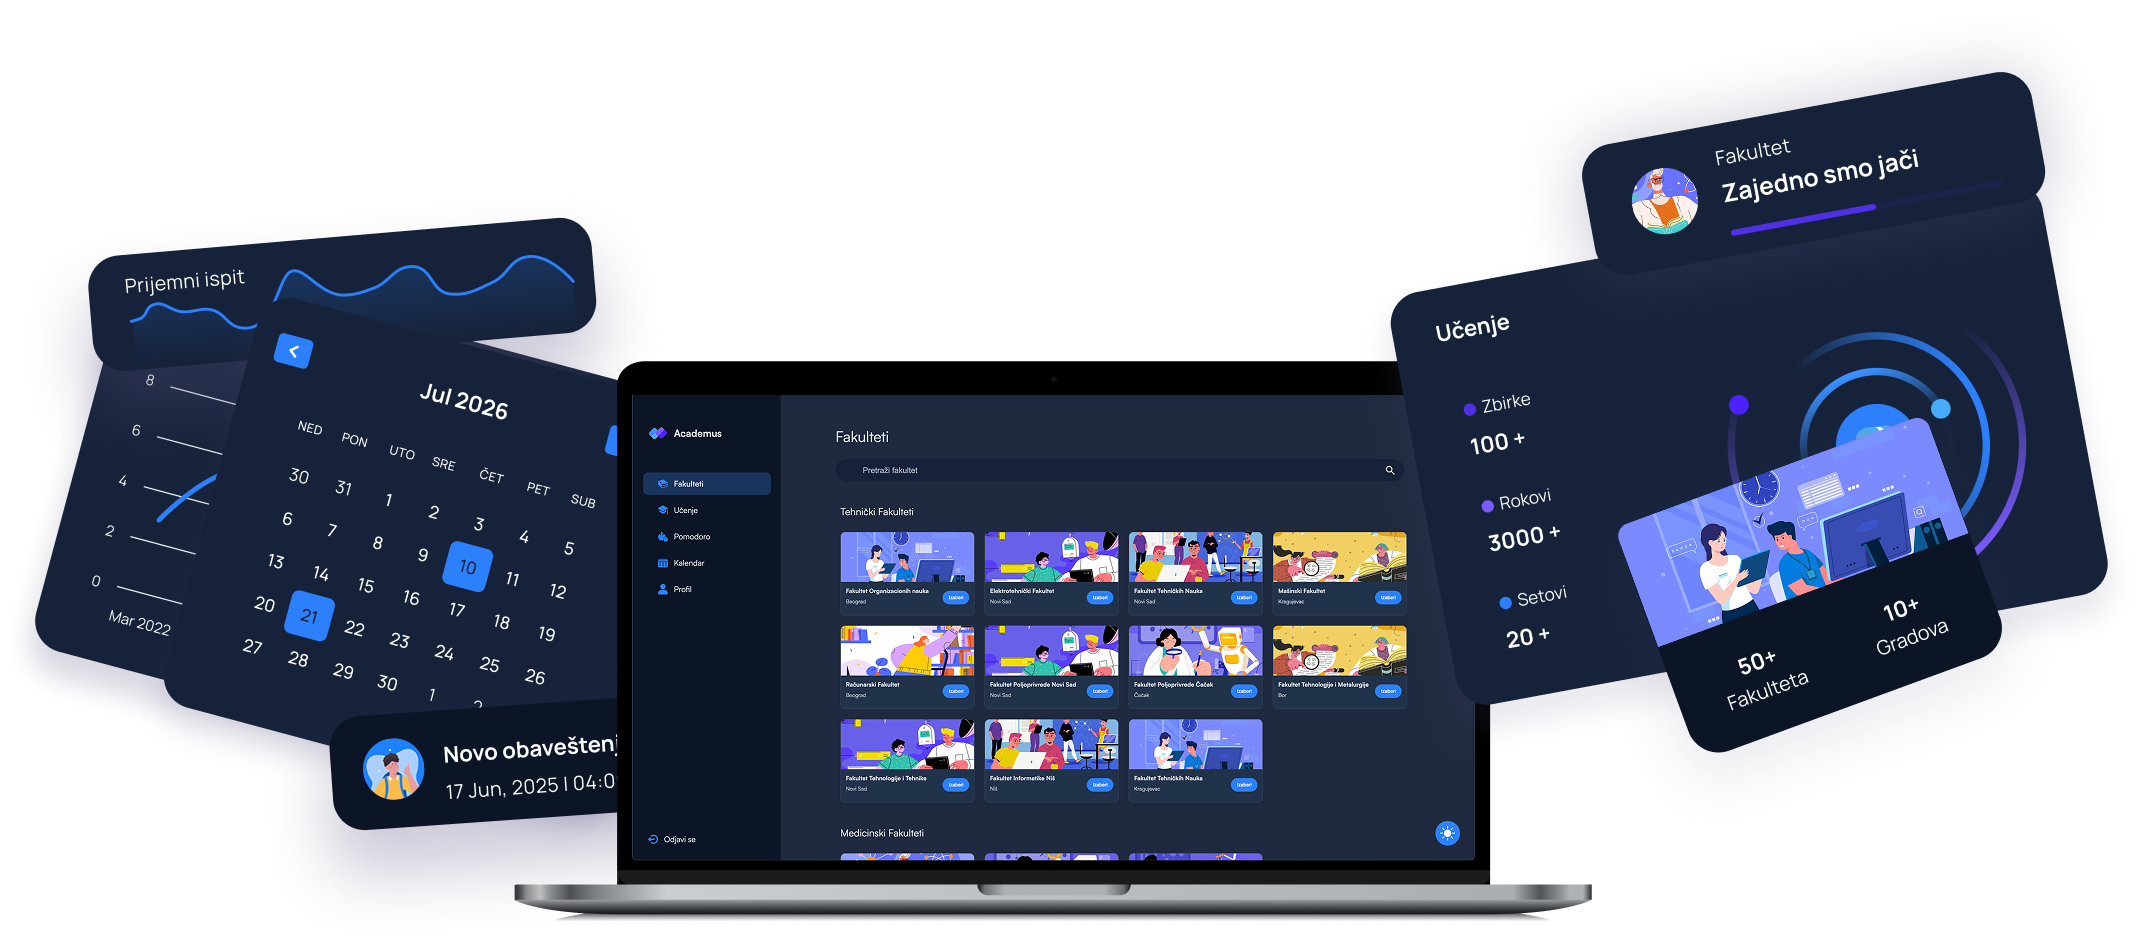 Prijemni ispit
8
6
4
2
0
Mar 2022
<
Jul 2026
NED PON UTO SRE ČET PET SUB
30 31 1 2 3 4 5
6 7 8 9 10 11 12
13 14 15 16 17 18 19
20 21 22 23 24 25 26
27 28 29 30 1 2
Novo obaveštenj
17 Jun, 2025 | 04:0
Academus
Fakulteti
Učenje
Pomodoro
Kalendar
Profil
Odjavi se
Fakulteti
Pretraži fakultet
Tehnički Fakulteti
Fakultet Organizacionih nauka
Beograd
Izaberi
Elektrotehnički Fakultet
Novi Sad
Izaberi
Fakultet Tehničkih Nauka
Novi Sad
Izaberi
Mašinski Fakultet
Kragujevac
Izaberi
Računarski Fakultet
Beograd
Izaberi
Fakultet Poljoprivrede Novi Sad
Novi Sad
Izaberi
Fakultet Poljoprivrede Čačak
Čačak
Izaberi
Fakultet Tehnologije i Metalurgije
Bor
Izaberi
Fakultet Tehnologije i Tehnike
Novi Sad
Izaberi
Fakultet Informatike Niš
Niš
Izaberi
Fakultet Tehničkih Nauka
Kragujevac
Izaberi
Medicinski Fakulteti
Fakultet
Zajedno smo jači
Učenje
Zbirke
100 +
Rokovi
3000 +
Setovi
20 +
50+
Fakulteta
10+
Gradova